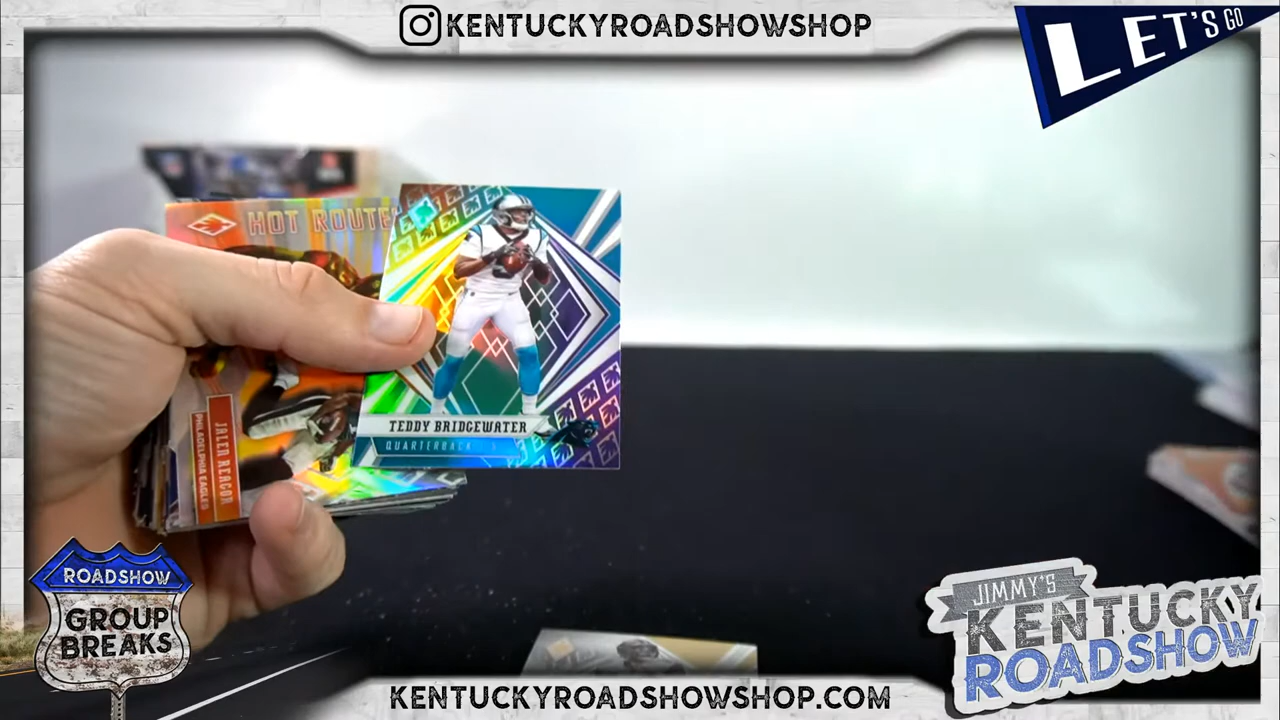 KENTUCKYROADSHOWSHOP
LET'S GO
HOT ROUTE
TEDDY BRIDGEWATER
QUARTERBACK
JALEN REAGOR
PHILADELPHIA EAGLES
ROADSHOW
GROUP
BREAKS
JIMMY'S
KENTUCKY
ROADSHOW
KENTUCKYROADSHOWSHOP.COM